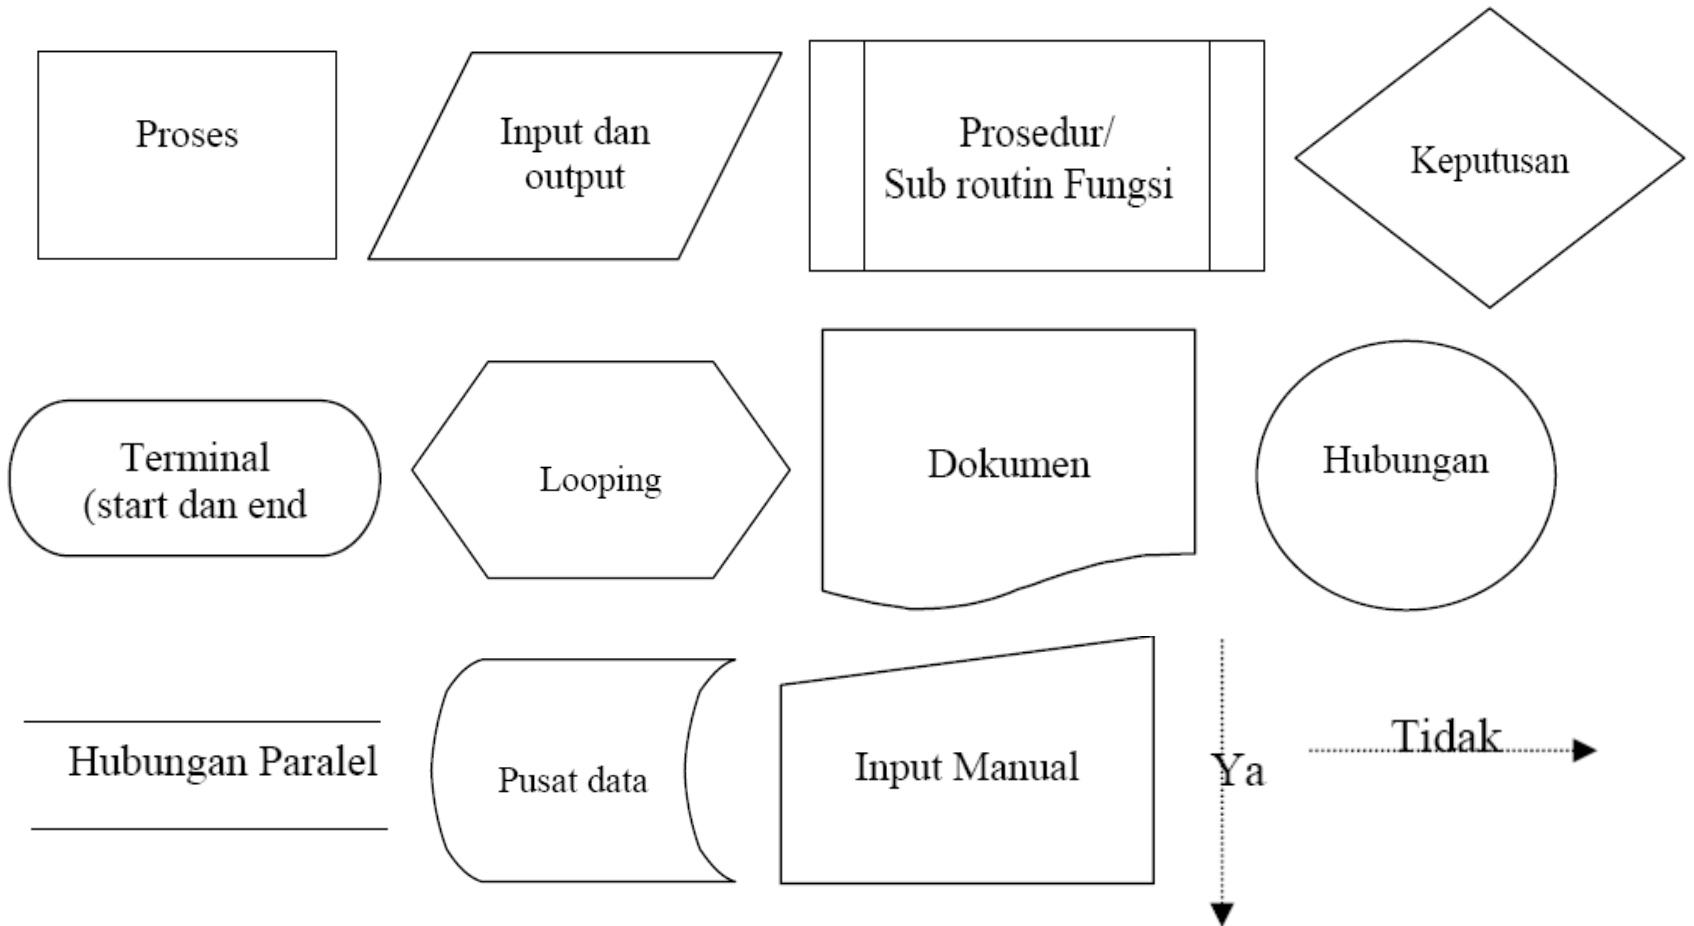 Proses
Input dan
output
Prosedur/
Sub routin Fungsi
Keputusan
Terminal
(start dan end
Looping
Dokumen
Hubungan
Hubungan Paralel
Pusat data
Input Manual
Ya
Tidak